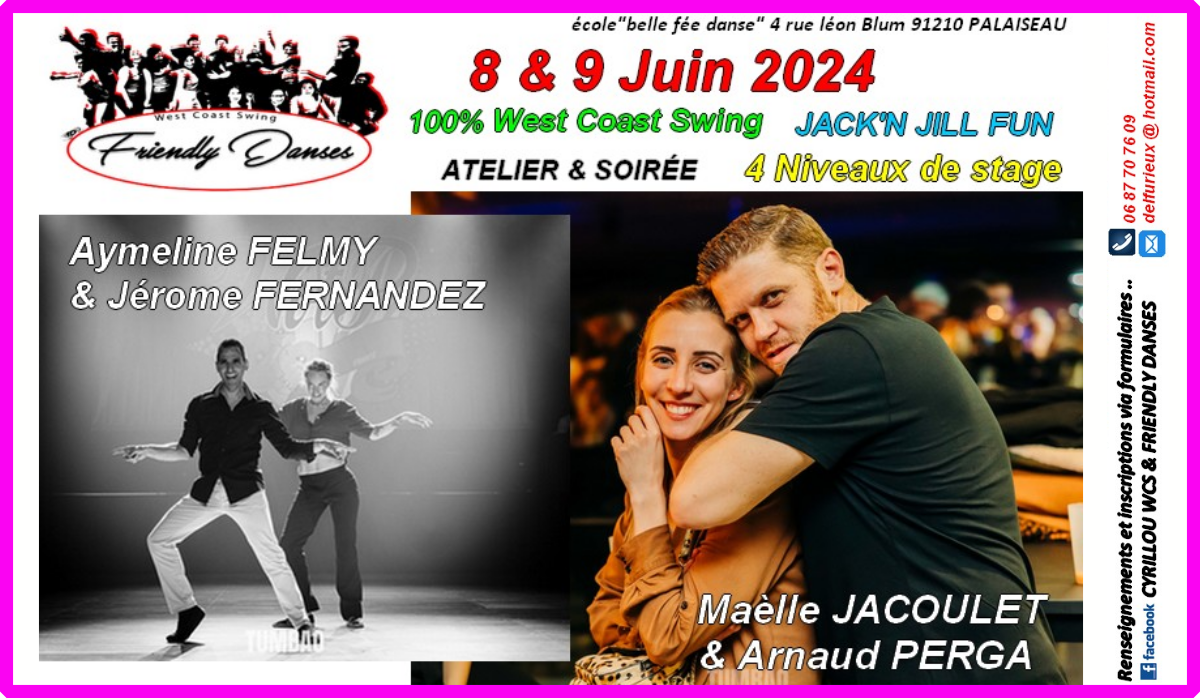 école"belle fée danse" 4 rue léon Blum 91210 PALAISEAU
8 & 9 Juin 2024
100% West Coast Swing
JACK'N JILL FUN
ATELIER & SOIRÉE
4 Niveaux de stage
West Coast Swing
Friendly Danses
Aymeline FELMY
& Jérome FERNANDEZ
TUMBAO
Maèlle JACOULET
& Arnaud PERGA
TUMBAO
06 87 70 76 09
delfurieux @ hotmail.com
Renseignements et inscriptions via formulaires ..
facebook CYRILLOU WCS & FRIENDLY DANSES